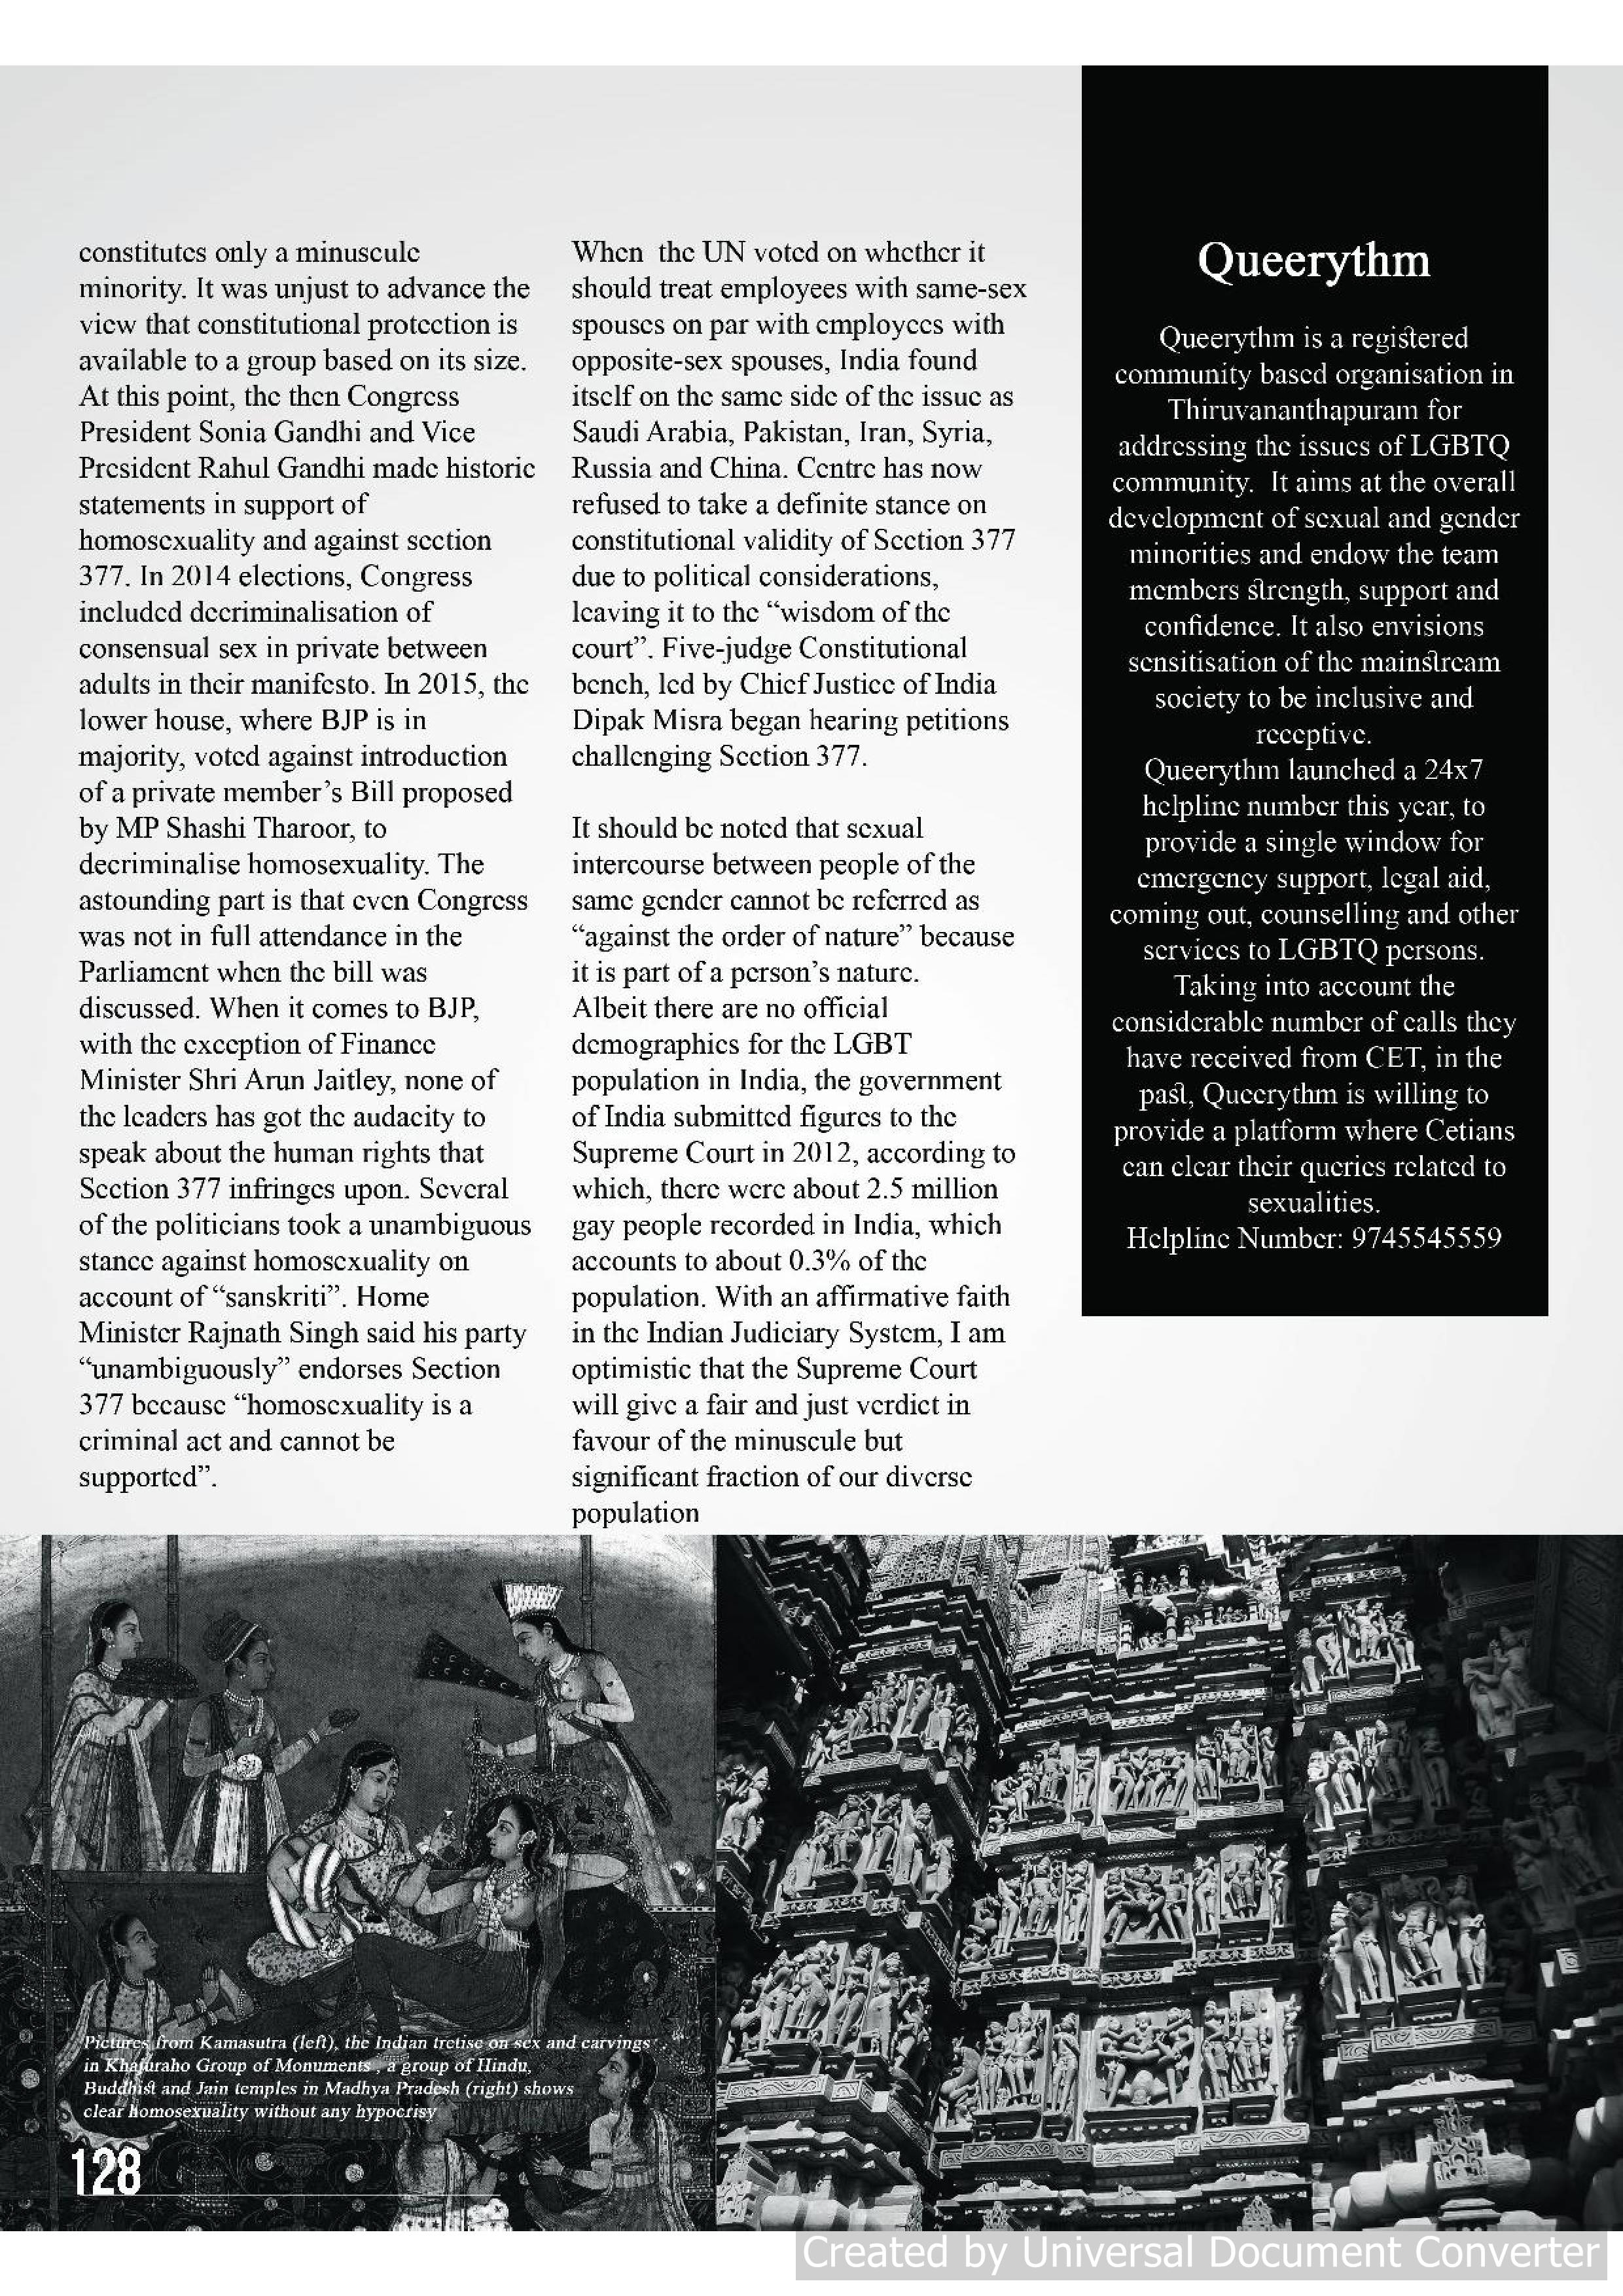 constitutes only a minuscule
minority. It was unjust to advance the
view that constitutional protection is
available to a group based on its size.
At this point, the then Congress
President Sonia Gandhi and Vice
President Rahul Gandhi made historic
statements in support of
homosexuality and against section
377. In 2014 elections, Congress
included decriminalisation of
consensual sex in private between
adults in their manifesto. In 2015, the
lower house, where BJP is in
majority, voted against introduction
of a private member’s Bill proposed
by MP Shashi Tharoor, to
decriminalise homosexuality. The
astounding part is that even Congress
was not in full attendance in the
Parliament when the bill was
discussed. When it comes to BJP,
with the exception of Finance
Minister Shri Arun Jaitley, none of
the leaders has got the audacity to
speak about the human rights that
Section 377 infringes upon. Several
of the politicians took a unambiguous
stance against homosexuality on
account of “sanskriti”. Home
Minister Rajnath Singh said his party
“unambiguously” endorses Section
377 because “homosexuality is a
criminal act and cannot be
supported”.
When the UN voted on whether it
should treat employees with same-sex
spouses on par with employees with
opposite-sex spouses, India found
itself on the same side of the issue as
Saudi Arabia, Pakistan, Iran, Syria,
Russia and China. Centre has now
refused to take a definite stance on
constitutional validity of Section 377
due to political considerations,
leaving it to the “wisdom of the
court”. Five-judge Constitutional
bench, led by Chief Justice of India
Dipak Misra began hearing petitions
challenging Section 377.
It should be noted that sexual
intercourse between people of the
same gender cannot be referred as
“against the order of nature” because
it is part of a person’s nature.
Albeit there are no official
demographics for the LGBT
population in India, the government
of India submitted figures to the
Supreme Court in 2012, according to
which, there were about 2.5 million
gay people recorded in India, which
accounts to about 0.3% of the
population. With an affirmative faith
in the Indian Judiciary System, I am
optimistic that the Supreme Court
will give a fair and just verdict in
favour of the minuscule but
significant fraction of our diverse
population
Queerythm
Queerythm is a registered
community based organisation in
Thiruvananthapuram for
addressing the issues of LGBTQ
community. It aims at the overall
development of sexual and gender
minorities and endow the team
members strength, support and
confidence. It also envisions
sensitisation of the mainstream
society to be inclusive and
receptive.
Queerythm launched a 24x7
helpline number this year, to
provide a single window for
emergency support, legal aid,
coming out, counselling and other
services to LGBTQ persons.
Taking into account the
considerable number of calls they
have received from CET, in the
past, Queerythm is willing to
provide a platform where Cetians
can clear their queries related to
sexualities.
Helpline Number: 9745545559
Pictures from Kamasutra (left), the Indian tretise on sex and carvings
in Khajuraho Group of Monuments , a group of Hindu,
Buddhist and Jain temples in Madhya Pradesh (right) shows
clear homosexuality without any hypocrisy
128
Created by Universal Document Converter